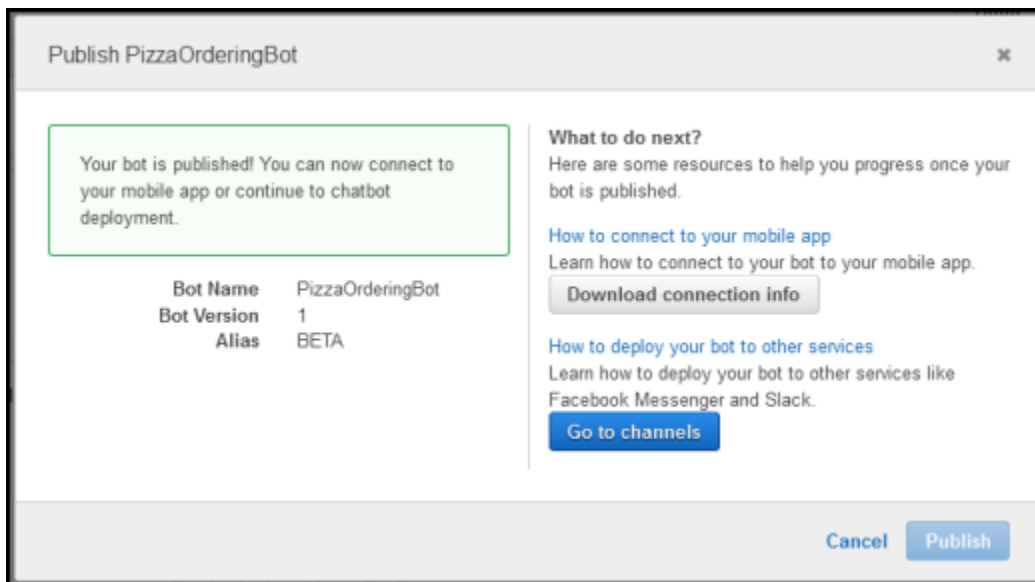 Publish PizzaOrderingBot
Your bot is published! You can now connect to
your mobile app or continue to chatbot
deployment.
Bot Name PizzaOrderingBot
Bot Version 1
Alias BETA
What to do next?
Here are some resources to help you progress once your
bot is published.
How to connect to your mobile app
Learn how to connect to your bot to your mobile app.
Download connection info
How to deploy your bot to other services
Learn how to deploy your bot to other services like
Facebook Messenger and Slack.
Go to channels
Cancel Publish